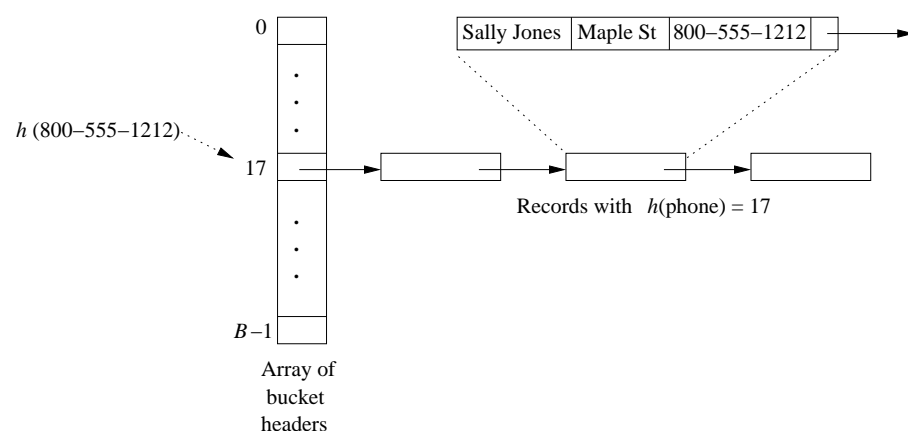 0
Sally Jones Maple St 800–555–1212
h (800–555–1212)
17
Records with h(phone) = 17
B–1
Array of
bucket
headers